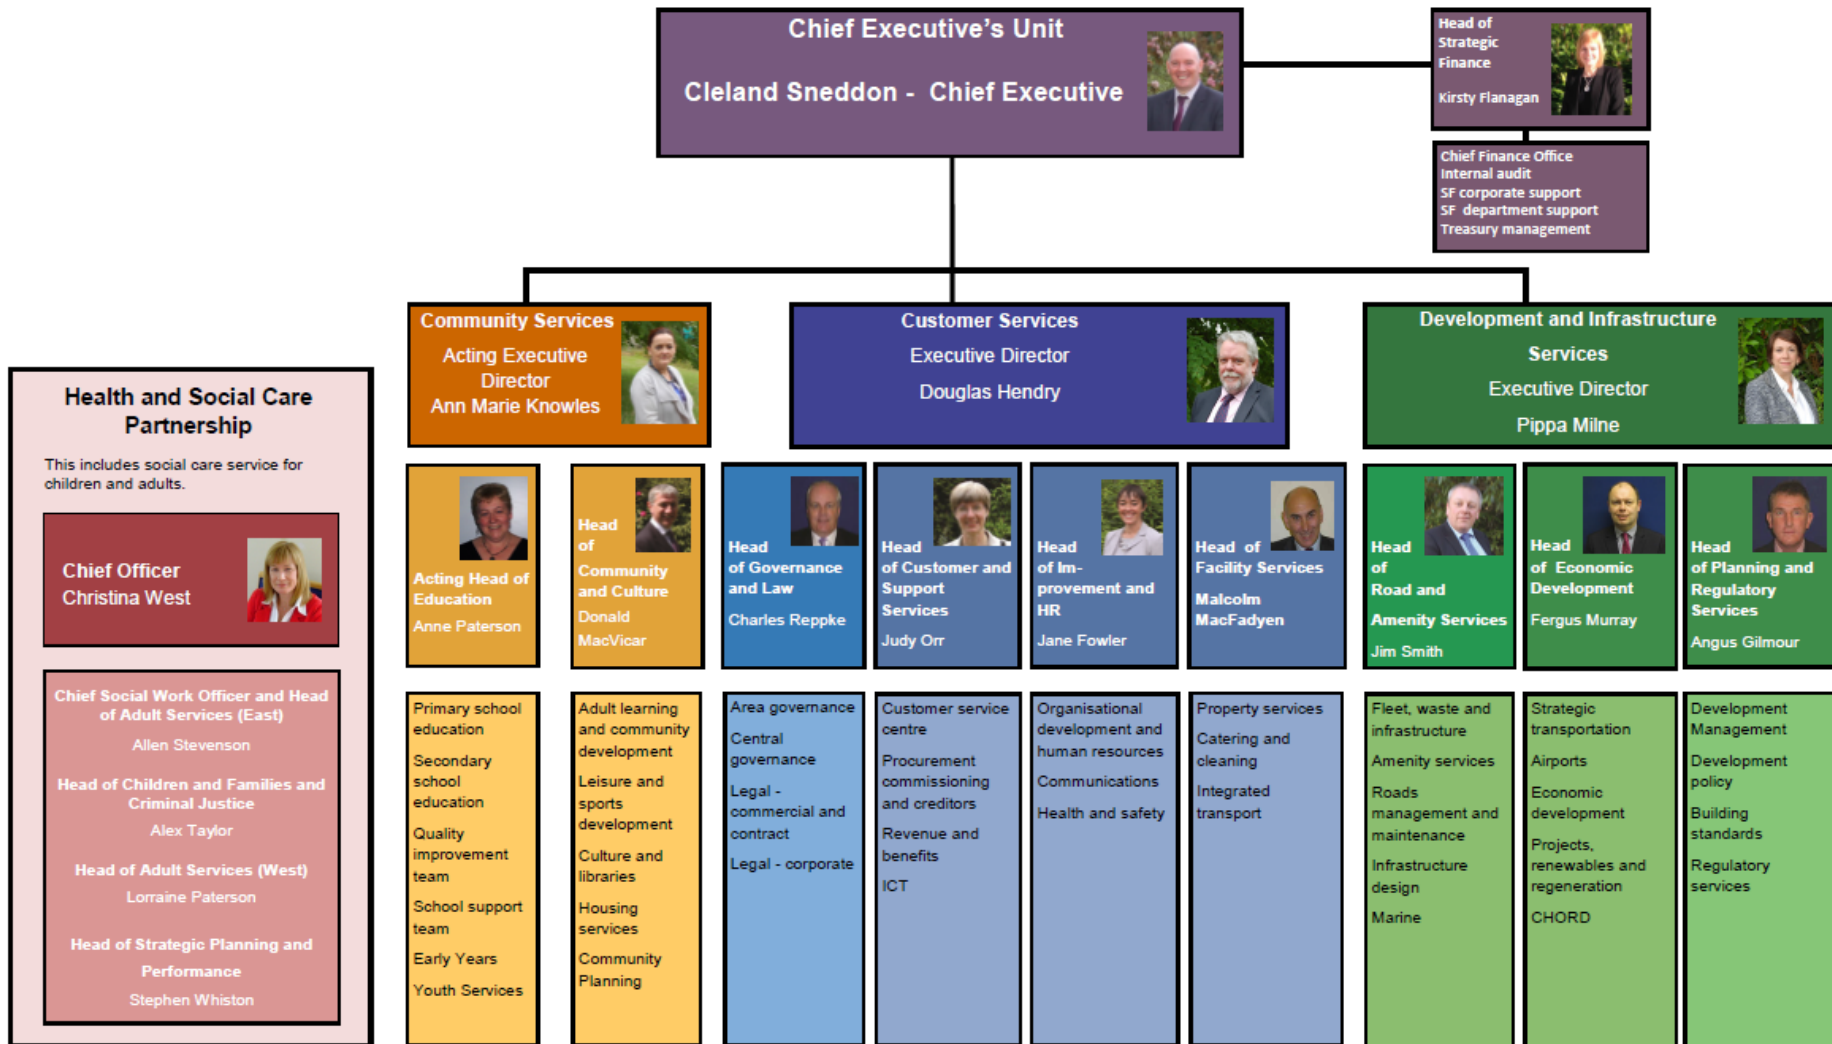 Chief Executive's Unit
Cleland Sneddon -  Chief Executive
Head of
Strategic
Finance
Kirsty Flanagan
Chief Finance Office
Internal audit
SF corporate support
SF  department support
Treasury management
Community Services
Acting Executive
Director
Ann Marie Knowles
Customer Services
Executive Director
Douglas Hendry
Development and Infrastructure
Services
Executive Director
Pippa Milne
Health and Social Care
Partnership
This includes social care service for
children and adults.
Chief Officer
Christina West
Chief Social Work Officer and Head
of Adult Services (East)
Allen Stevenson
Head of Children and Families and
Criminal Justice
Alex Taylor
Head of Adult Services (West)
Lorraine Paterson
Head of Strategic Planning and
Performance
Stephen Whiston
Acting Head of
Education
Anne Paterson
Head
of
Community
and Culture
Donald
MacVicar
Head
of Governance
and Law
Charles Reppke
Head
of Customer and
Support
Services
Judy Orr
Head
of Im-
provement and
HR
Jane Fowler
Head  of
Facility Services
Malcolm
MacFadyen
Head
of
Road and
Amenity Services
Jim Smith
Head
of  Economic
Development
Fergus Murray
Head
of Planning and
Regulatory
Services
Angus Gilmour
Primary school
education
Secondary
school
education
Quality
improvement
team
School support
team
Early Years
Youth Services
Adult learning
and community
development
Leisure and
sports
development
Culture and
libraries
Housing
services
Community
Planning
Area governance
Central
governance
Legal -
commercial and
contract
Legal - corporate
Customer service
centre
Procurement
commissioning
and creditors
Revenue and
benefits
ICT
Organisational
development and
human resources
Communications
Health and safety
Property services
Catering and
cleaning
Integrated
transport
Fleet, waste and
infrastructure
Amenity services
Roads
management and
maintenance
Infrastructure
design
Marine
Strategic
transportation
Airports
Economic
development
Projects,
renewables and
regeneration
CHORD
Development
Management
Development
policy
Building
standards
Regulatory
services